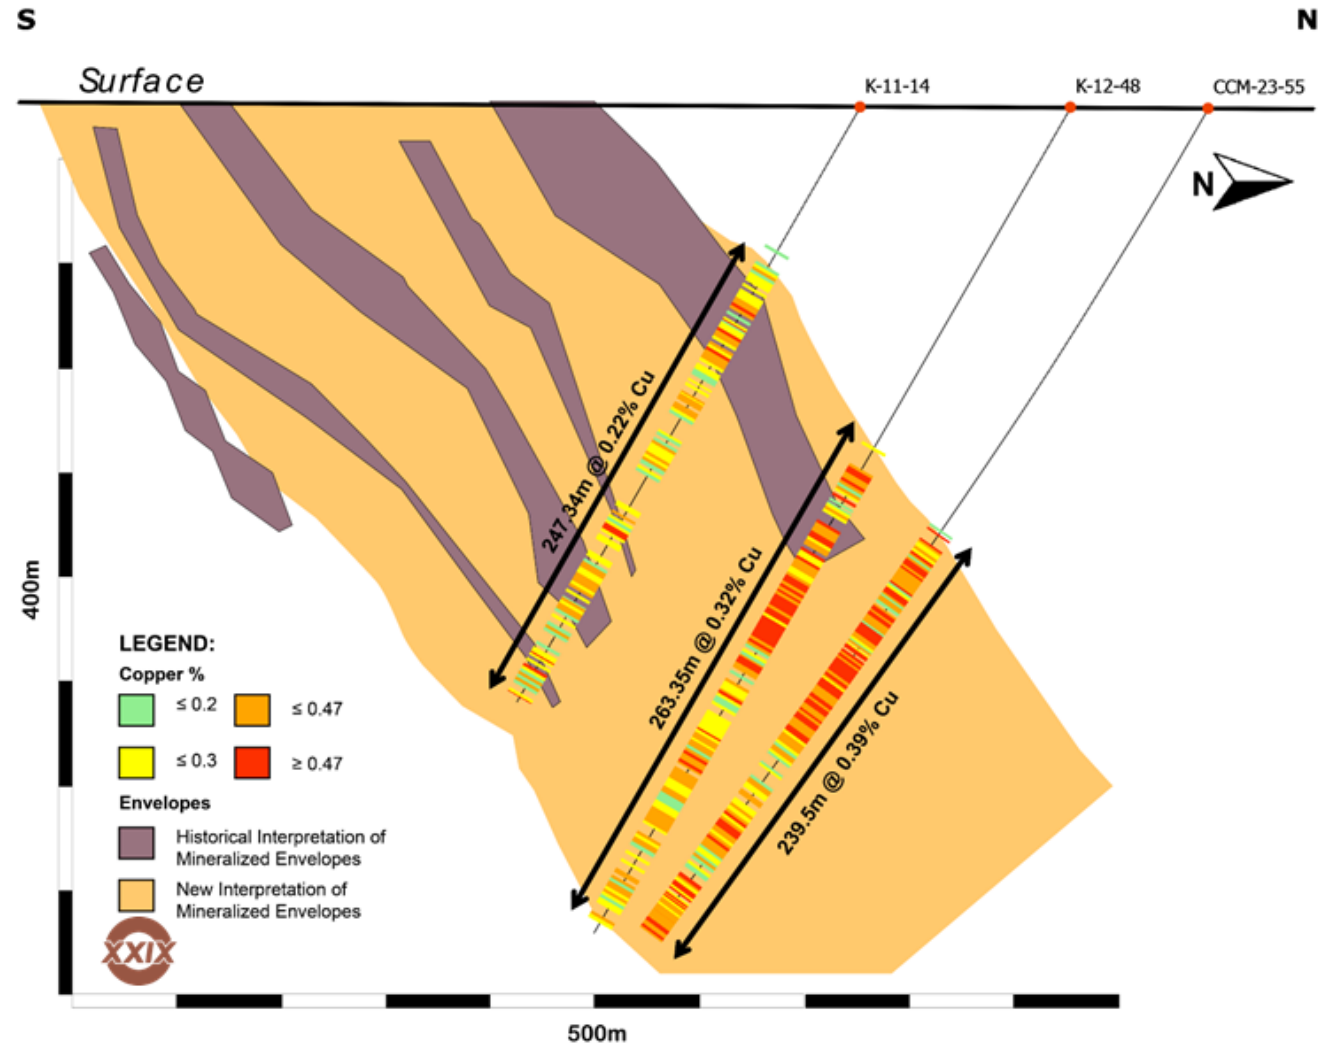 S
N
Surface
K-11-14
K-12-48
CCM-23-55
N
247.34m @ 0.22% Cu
263.35m @ 0.32% Cu
239.5m @ 0.39% Cu
400m
LEGEND:
Copper %
≤ 0.2
≤ 0.47
≤ 0.3
≥ 0.47
Envelopes
Historical Interpretation of
Mineralized Envelopes
New Interpretation of
Mineralized Envelopes
XXIX
500m